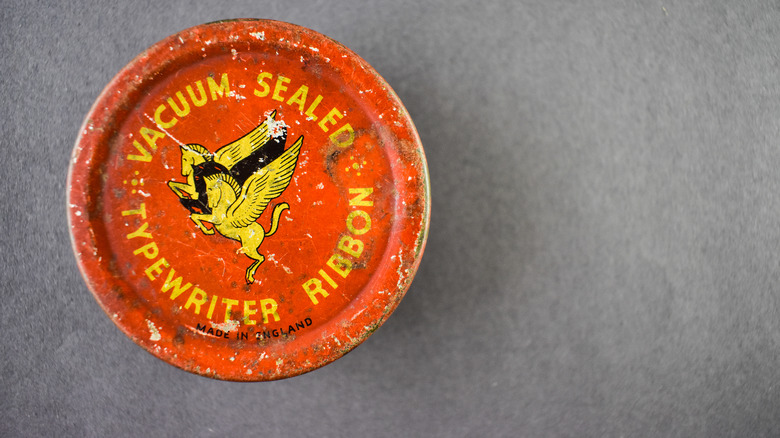 VACUUM SEALED
TYPEWRITER RIBBON
MADE IN ENGLAND